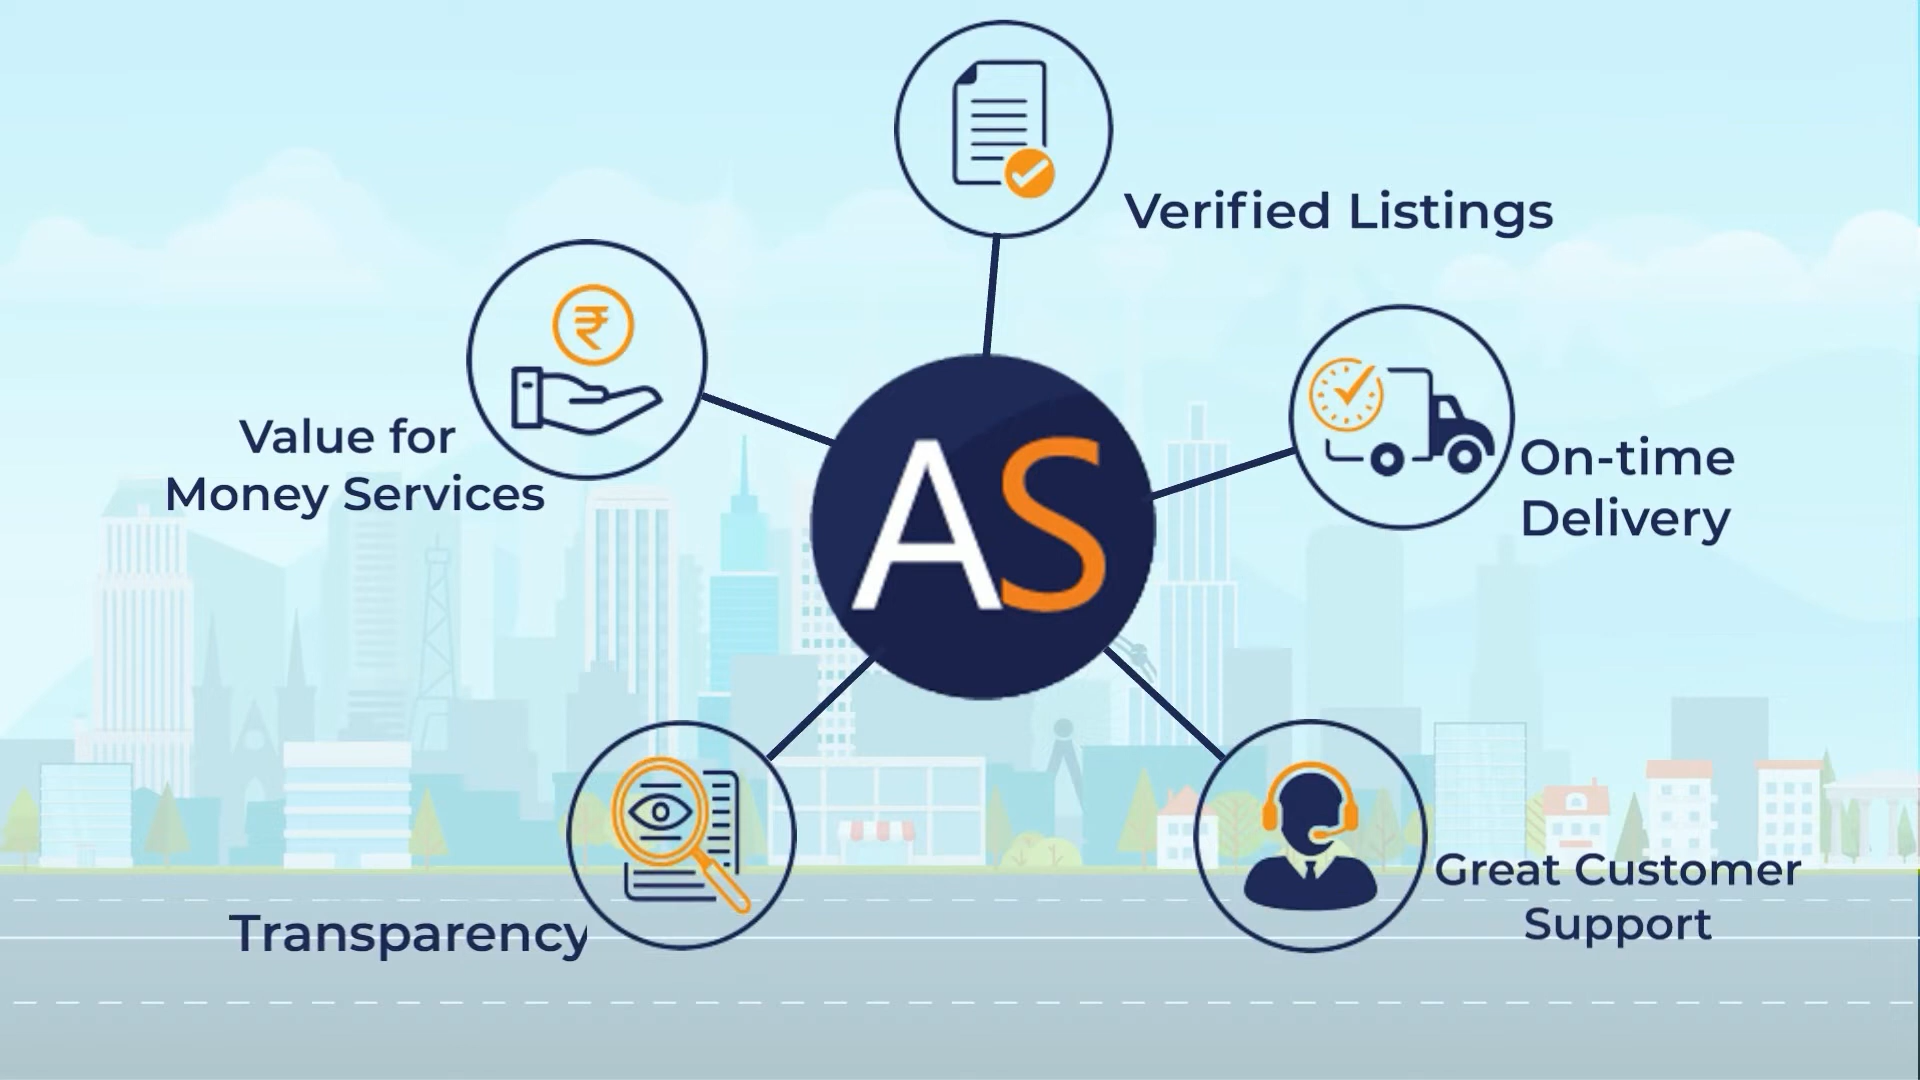 Verified Listings
₹
Value for
Money Services
On-time
Delivery
AS
Transparency
Great Customer
Support